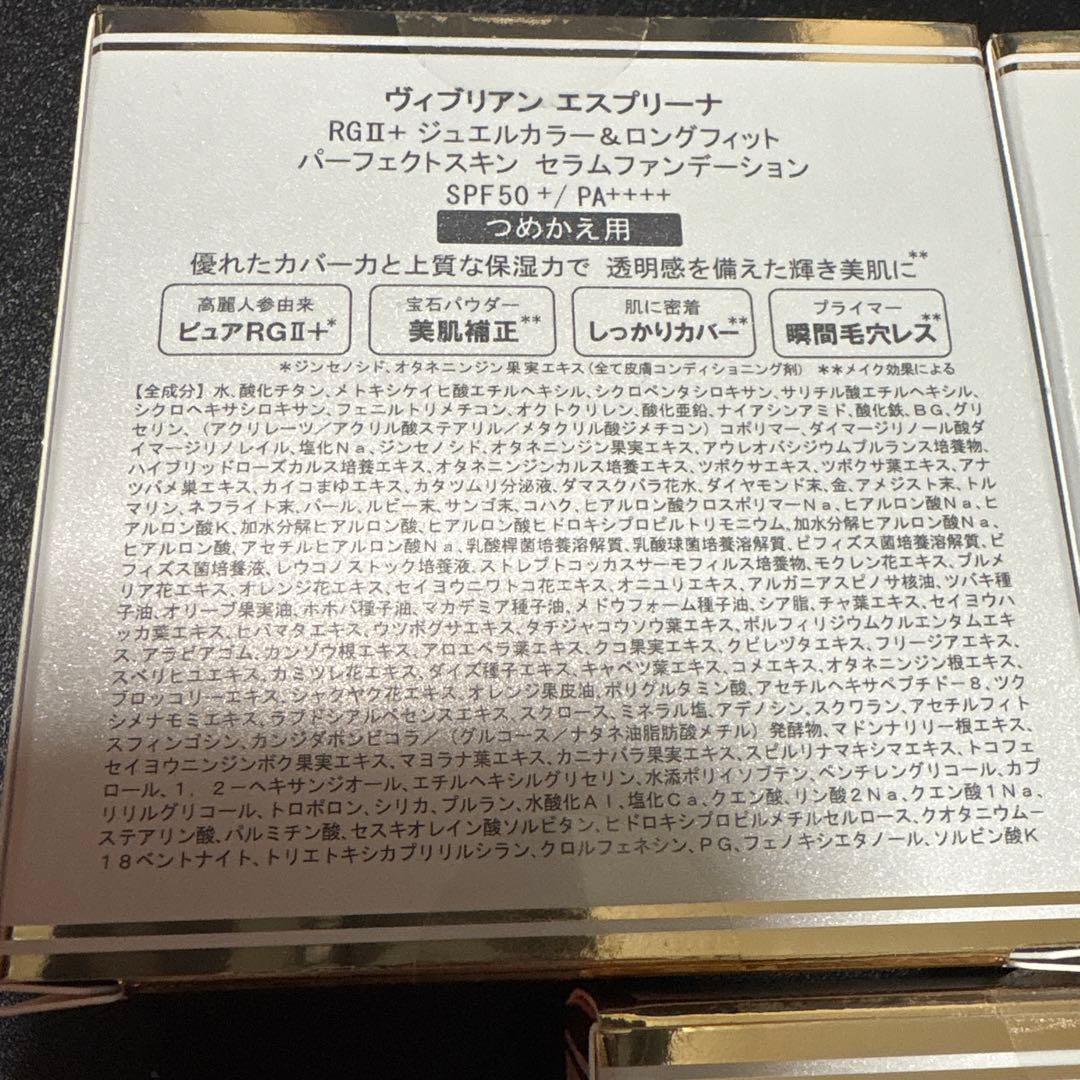 ヴィブリアン エスプリーナ
RGⅡ+ ジュエルカラー＆ロングフィット
パーフェクトスキン セラムファンデーション
SPF50 +/ PA++++
つめかえ用
優れたカバー力と上質な保湿力で 透明感を備えた輝き美肌に**
高麗人参由来
ピュアRGⅡ+*
宝石パウダー
美肌補正**
肌に密着
しっかりカバー**
プライマー
瞬間毛穴レス**
*ジンセノシド、オタネニンジン果実エキス(全て皮膚コンディショニング剤) **メイク効果による
【全成分】水、酸化チタン、メトキシケイヒ酸エチルヘキシル、シクロペンタシロキサン、サリチル酸エチルヘキシル、
シクロヘキサシロキサン、フェニルトリメチコン、オクトクリレン、酸化亜鉛、ナイアシンアミド、酸化鉄、BG、グリ
セリン、(アクリレーツ／アクリル酸ステアリル／メタクリル酸ジメチコン)コポリマー、ダイマージリノール酸ダ
イマージリノレイル、塩化Na、ジンセノシド、オタネニンジン果実エキス、アウレオバシジウムプルランス培養物、
ハイブリッドローズカルス培養エキス、オタネニンジンカルス培養エキス、ツボクサエキス、ツボクサ葉エキス、アナ
ツバメ巣エキス、カイコまゆエキス、カタツムリ分泌液、ダマスクバラ花水、ダイヤモンド末、金、アメジスト末、トル
マリン、ネフライト末、パール、ルビー末、サンゴ末、コハク、ヒアルロン酸クロスポリマーNa、ヒアルロン酸Na、ヒ
アルロン酸K、加水分解ヒアルロン酸、ヒアルロン酸ヒドロキシプロピルトリモニウム、加水分解ヒアルロン酸Na、
ヒアルロン酸、アセチルヒアルロン酸Na、乳酸桿菌培養溶解質、乳酸球菌培養溶解質、ビフィズス菌培養溶解質、ビ
フィズス菌培養液、レウコノストック培養液、ストレプトコッカスサーモフィルス培養物、モクレン花エキス、プルメ
リア花エキス、オレンジ花エキス、セイヨウニワトコ花エキス、オニユリエキス、アルガニアスピノサ核油、ツバキ種
子油、オリーブ果実油、ホホバ種子油、マカデミア種子油、メドウフォーム種子油、シア脂、チャ葉エキス、セイヨウハ
ッカ葉エキス、ヒバマタエキス、ウツボグサエキス、タチジャコウソウ葉エキス、ポルフィリジウムクルエンタムエキ
ス、アラビアゴム、カンゾウ根エキス、アロエベラ葉エキス、クコ果実エキス、クビレヅタエキス、フリージアエキス、
スベリヒユエキス、カミツレ花エキス、ダイズ種子エキス、キャベツ葉エキス、コメエキス、オタネニンジン根エキス、
ブロッコリーエキス、シャクヤク花エキス、オレンジ果皮油、ポリグルタミン酸、アセチルヘキサペプチド－8、ツク
シメナモミエキス、ラブドシアルベセンスエキス、スクロース、ミネラル塩、アデノシン、スクワラン、アセチルフィト
スフィンゴシン、カンジダボンビコラ／(グルコース／ナタネ油脂肪酸メチル)発酵物、マドンナリリー根エキス、
セイヨウニンジンボク果実エキス、マヨラナ葉エキス、カニナバラ果実エキス、スピルリナマキシマエキス、トコフェ
ロール、1，2－ヘキサンジオール、エチルヘキシルグリセリン、水添ポリイソブテン、ペンチレングリコール、カプ
リリルグリコール、トロポロン、シリカ、プルラン、水酸化Al、塩化Ca、クエン酸、リン酸2Na、クエン酸1Na、
ステアリン酸、パルミチン酸、セスキオレイン酸ソルビタン、ヒドロキシプロピルメチルセルロース、クオタニウム－
18ベントナイト、トリエトキシカプリリルシラン、クロルフェネシン、PG、フェノキシエタノール、ソルビン酸K